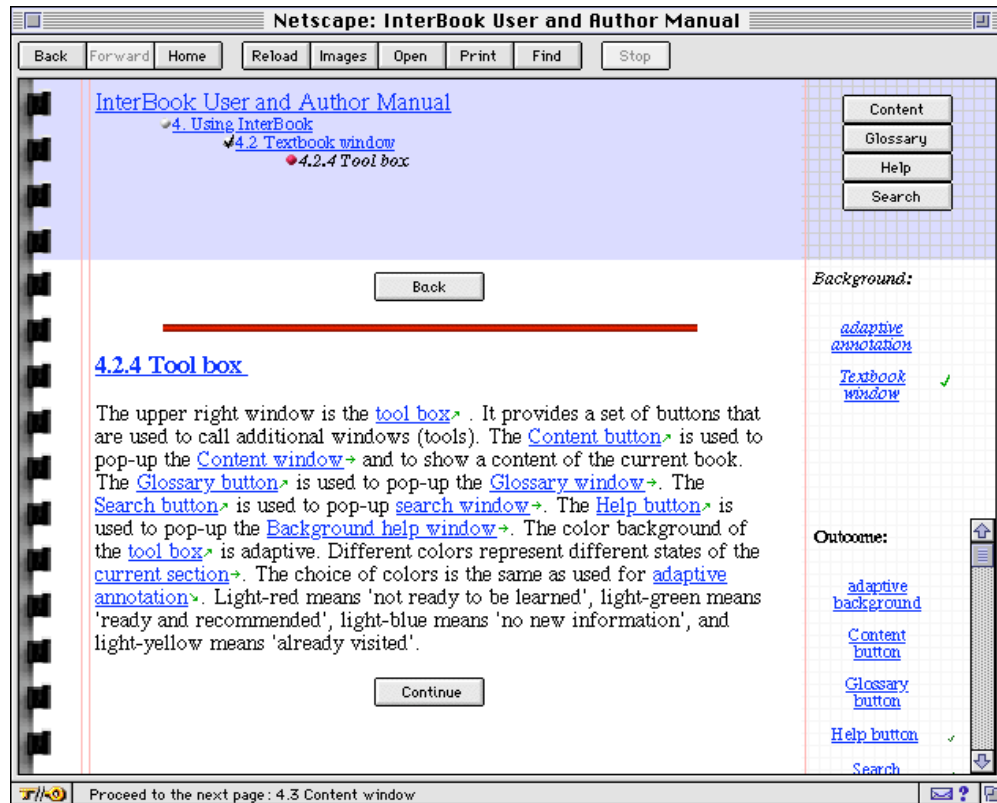 Netscape: InterBook User and Author Manual
Back Forward Home Reload Images Open Print Find Stop
InterBook User and Author Manual
4. Using InterBook
4.2 Textbook window
4.2.4 Tool box
Content
Glossary
Help
Search
Back
4.2.4 Tool box
The upper right window is the tool box . It provides a set of buttons that
are used to call additional windows (tools). The Content button is used to
pop-up the Content window and to show a content of the current book.
The Glossary button is used to pop-up the Glossary window. The
Search button is used to pop-up search window. The Help button is
used to pop-up the Background help window. The color background of
the tool box is adaptive. Different colors represent different states of the
current section. The choice of colors is the same as used for adaptive
annotation. Light-red means 'not ready to be learned', light-green means
'ready and recommended', light-blue means 'no new information', and
light-yellow means 'already visited'.
Continue
Background:
adaptive
annotation
Textbook
window
Outcome:
adaptive
background
Content
button
Glossary
button
Help button
Search
Proceed to the next page: 4.3 Content window
?